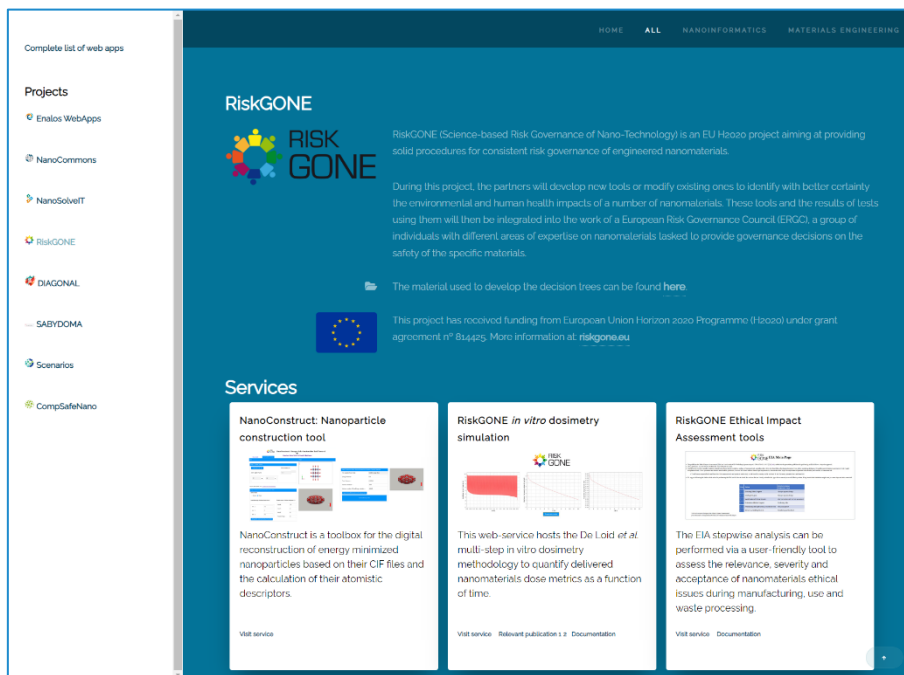 Complete list of web apps
Projects
Enalos WebApps
NanoCommons
NanoSolveIT
RiskGONE
DIAGONAL
SABYDOMA
Scenarios
CompSafeNano
HOME ALL NANOINFORMATICS MATERIALS ENGINEERING
RiskGONE
RISK
GONE
RiskGONE (Science-based Risk Governance of Nano-Technology) is an EU H2020 project aiming at providing
solid procedures for consistent risk governance of engineered nanomaterials.
During this project, the partners will develop new tools or modify existing ones to identify with better certainty
the environmental and human health impacts of a number of nanomaterials. These tools and the results of tests
using them will then be integrated into the work of a European Risk Governance Council (ERGC), a group of
individuals with different areas of expertise on nanomaterials tasked to provide governance decisions on the
safety of the specific materials.
The material used to develop the decision trees can be found here.
This project has received funding from European Union Horizon 2020 Programme (H2020) under grant
agreement nº 814425. More information at: riskgone.eu
Services
NanoConstruct: Nanoparticle
construction tool
NanoConstruct is a toolbox for the digital
reconstruction of energy minimized
nanoparticles based on their CIF files and
the calculation of their atomistic
descriptors.
Visit service
RiskGONE in vitro dosimetry
simulation
RISK
GONE
This web-service hosts the De Loid et al
multi-step in vitro dosimetry
methodology to quantify delivered
nanomaterials dose metrics as a function
of time.
Visit service Relevant publication 1 2 Documentation
RiskGONE Ethical Impact
Assessment tools
The EIA stepwise analysis can be
performed via a user-friendly tool to
assess the relevance, severity and
acceptance of nanomaterials ethical
issues during manufacturing, use and
waste processing.
Visit service Documentation